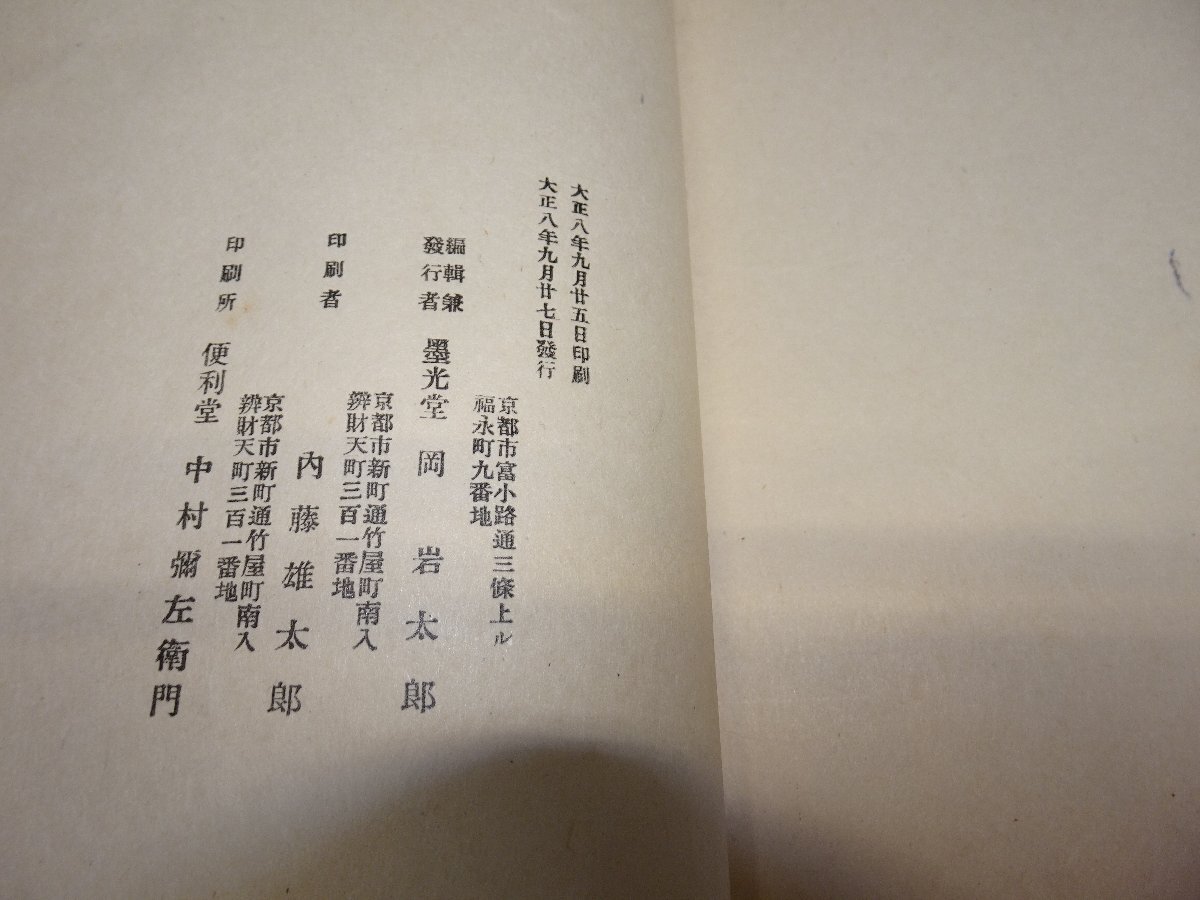 大正八年九月廿五日印刷
大正八年九月廿七日發行
京都市富小路通三條上ル
福永町九番地
編輯兼
發行者
墨光堂 岡岩太郎
京都市新町通竹屋町南入
辨財天町三百一番地
印刷者
內藤雄太郎
京都市新町通竹屋町南入
辨財天町三百一番地
印刷所
便利堂 中村彌左衛門